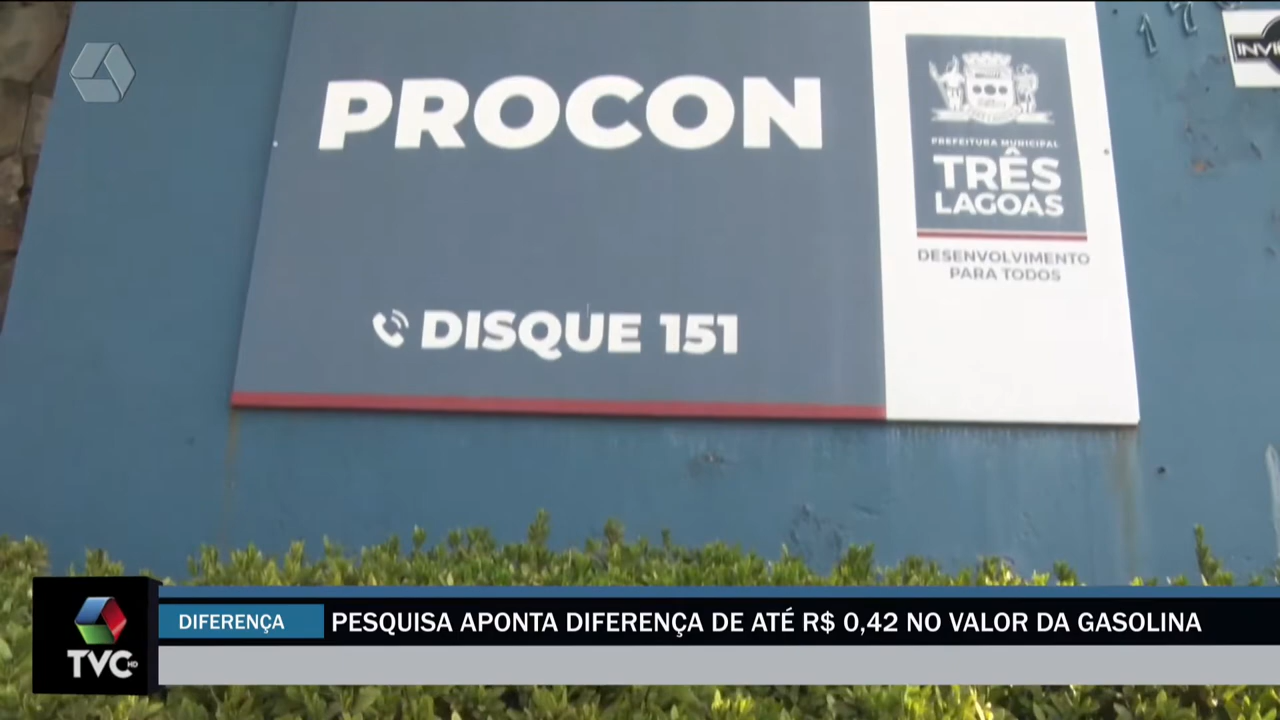 PROCON
DISQUE 151
PREFEITURA MUNICIPAL
TRÊS
LAGOAS
DESENVOLVIMENTO
PARA TODOS
TVC HD
DIFERENÇA
PESQUISA APONTA DIFERENÇA DE ATÉ R$ 0,42 NO VALOR DA GASOLINA